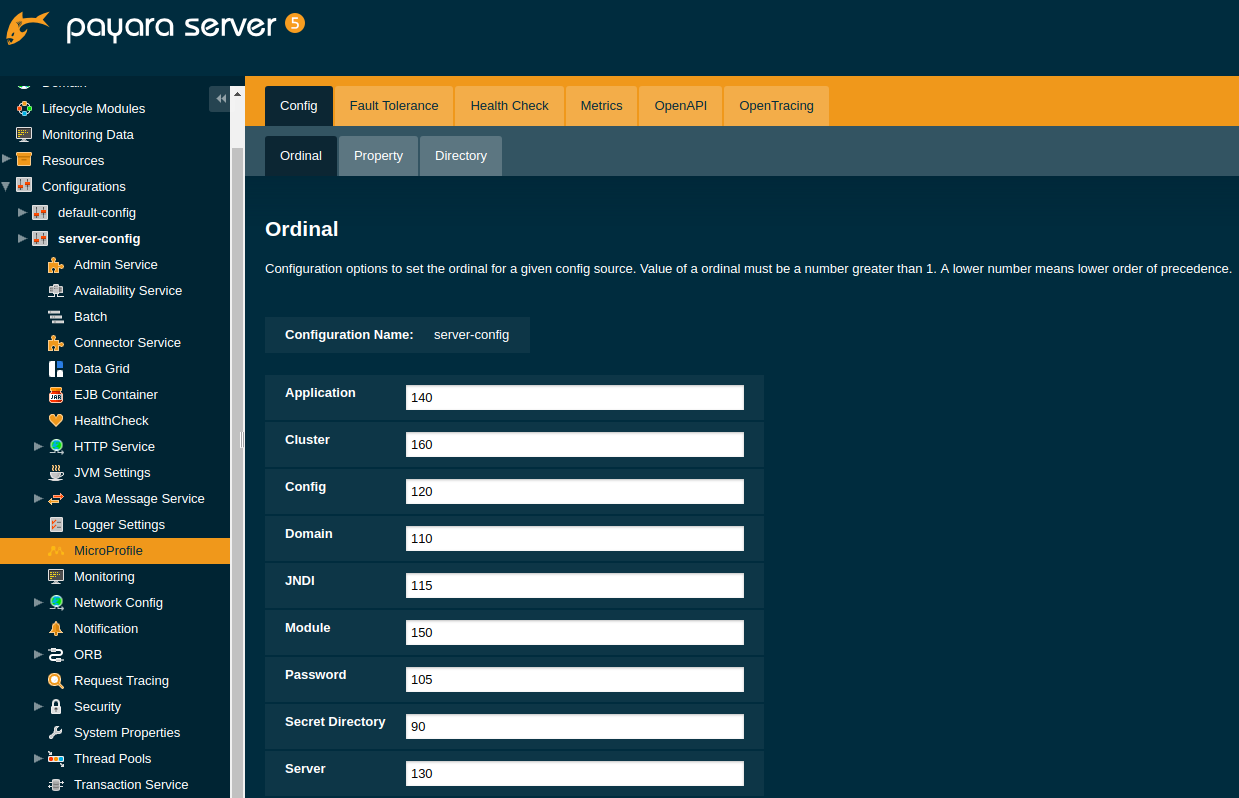 payara server 5
Lifecycle Modules
Monitoring Data
Resources
Configurations
default-config
server-config
Admin Service
Availability Service
Batch
Connector Service
Data Grid
EJB Container
HealthCheck
HTTP Service
JVM Settings
Java Message Service
Logger Settings
MicroProfile
Monitoring
Network Config
Notification
ORB
Request Tracing
Security
System Properties
Thread Pools
Transaction Service
Config Fault Tolerance Health Check Metrics OpenAPI OpenTracing
Ordinal Property Directory
Ordinal
Configuration options to set the ordinal for a given config source. Value of a ordinal must be a number greater than 1. A lower number means lower order of precedence.
Configuration Name: server-config
Application 140
Cluster 160
Config 120
Domain 110
JNDI 115
Module 150
Password 105
Secret Directory 90
Server 130